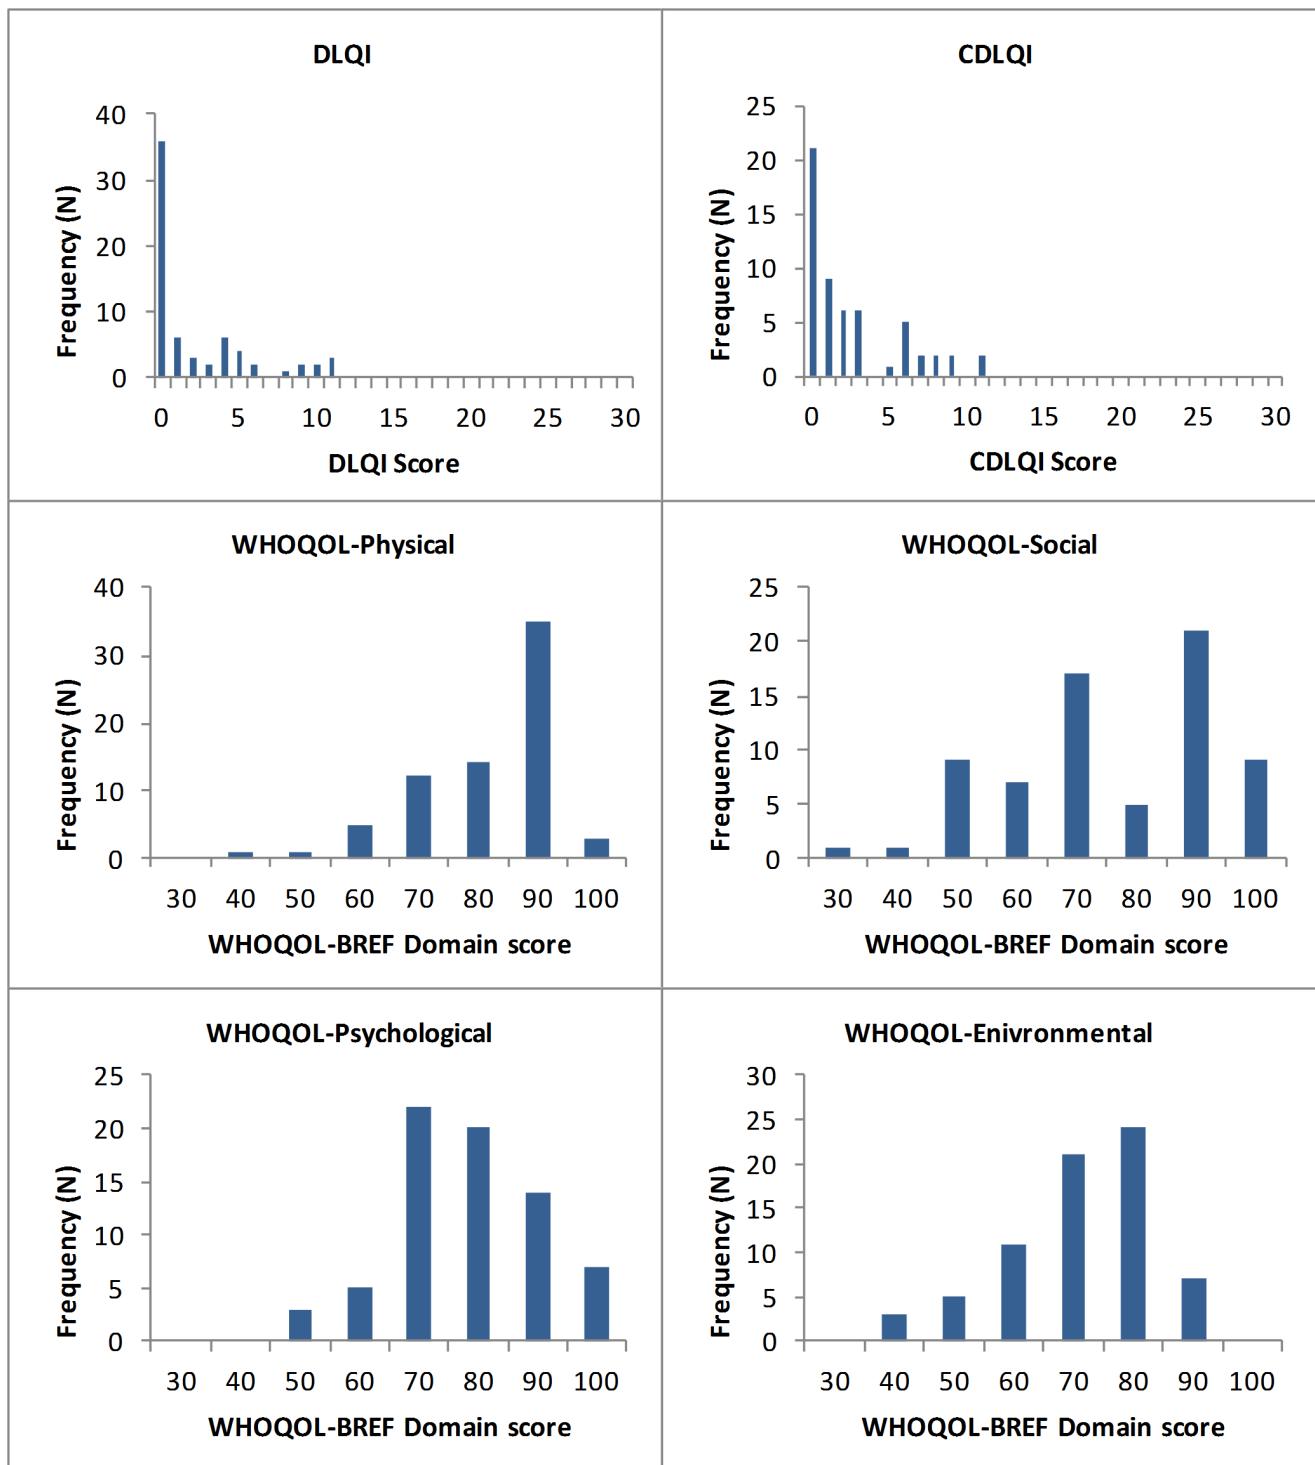 DLQI
40
30
20
10
0
Frequency (N)
0 5 10 15 20 25 30
DLQI Score
CDLQI
25
20
15
10
5
0
Frequency (N)
0 5 10 15 20 25 30
CDLQI Score
WHOQOL-Physical
40
30
20
10
0
Frequency (N)
30 40 50 60 70 80 90 100
WHOQOL-BREF Domain score
WHOQOL-Social
25
20
15
10
5
0
Frequency (N)
30 40 50 60 70 80 90 100
WHOQOL-BREF Domain score
WHOQOL-Psychological
25
20
15
10
5
0
Frequency (N)
30 40 50 60 70 80 90 100
WHOQOL-BREF Domain score
WHOQOL-Enivronmental
30
25
20
15
10
5
0
Frequency (N)
30 40 50 60 70 80 90 100
WHOQOL-BREF Domain score